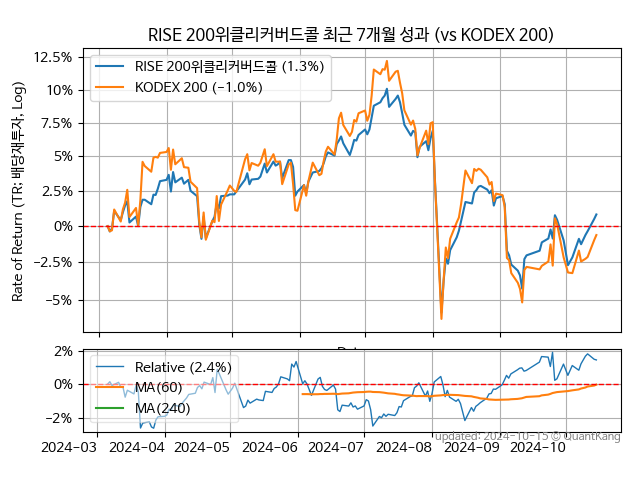 RISE 200위클리커버드콜 최근 7개월 성과 (vs KODEX 200)
Rate of Return (TR: 배당재투자, Log)
12.5%
10%
7.5%
5%
2.5%
0%
−2.5%
−5%
RISE 200위클리커버드콜 (1.3%)
KODEX 200 (−1.0%)
2%
0%
−2%
Relative (2.4%)
MA(60)
MA(240)
2024-03
2024-04
2024-05
2024-06
2024-07
2024-08
2024-09
2024-10
updated: 2024-10-15 © QuantKang